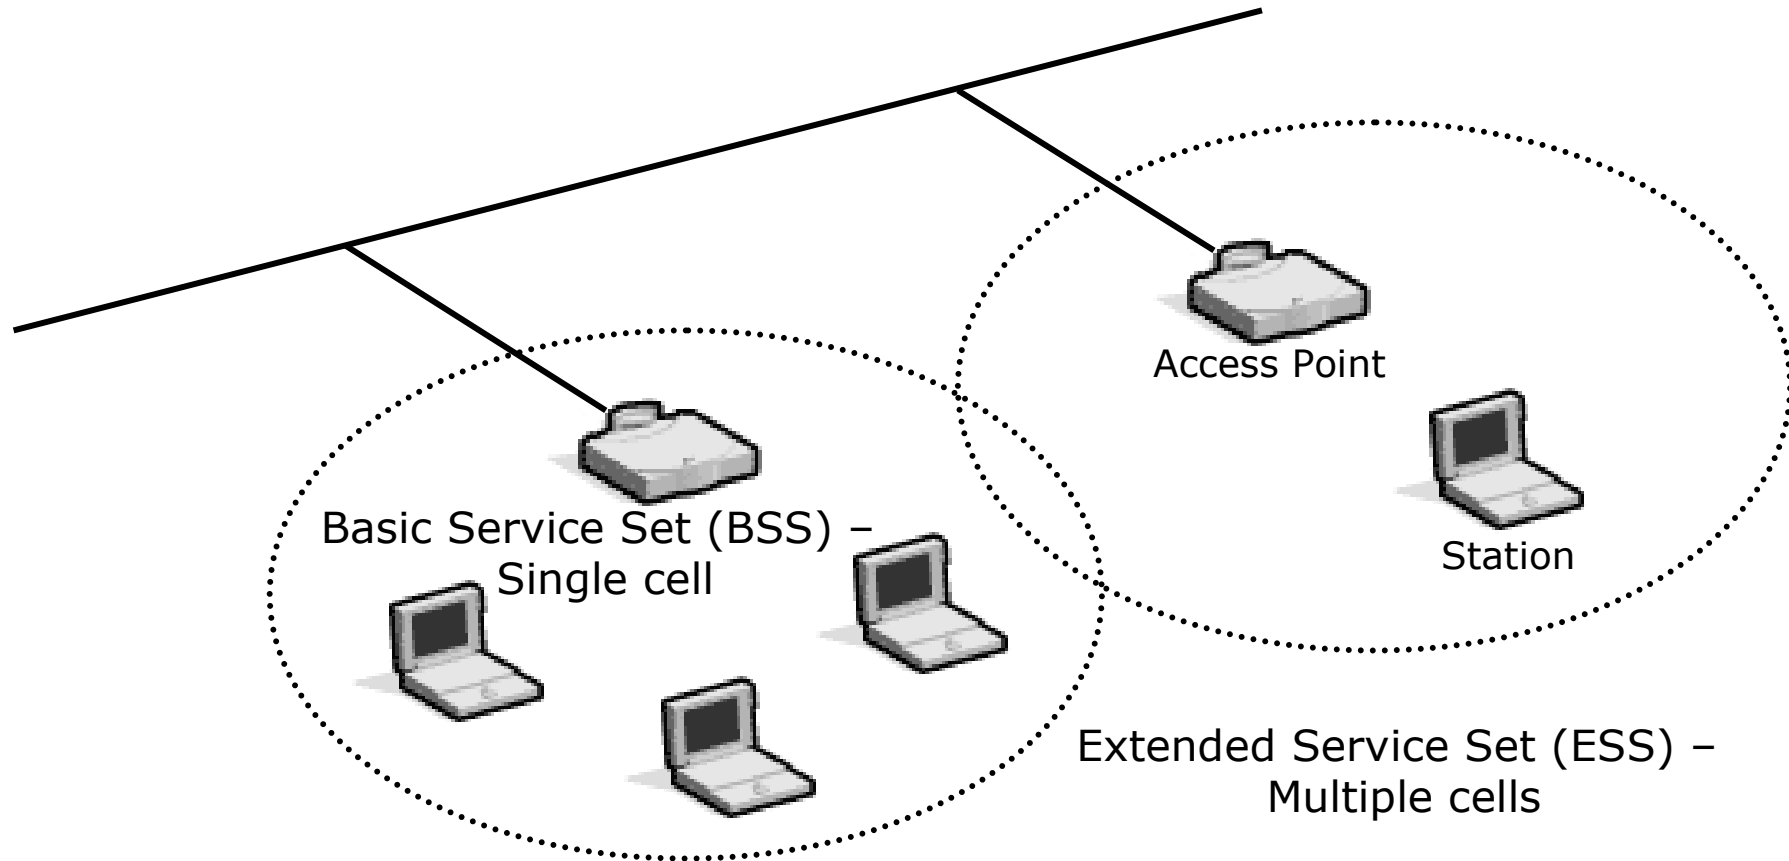 Access Point
Basic Service Set (BSS) –
Single cell
Station
Extended Service Set (ESS) –
Multiple cells